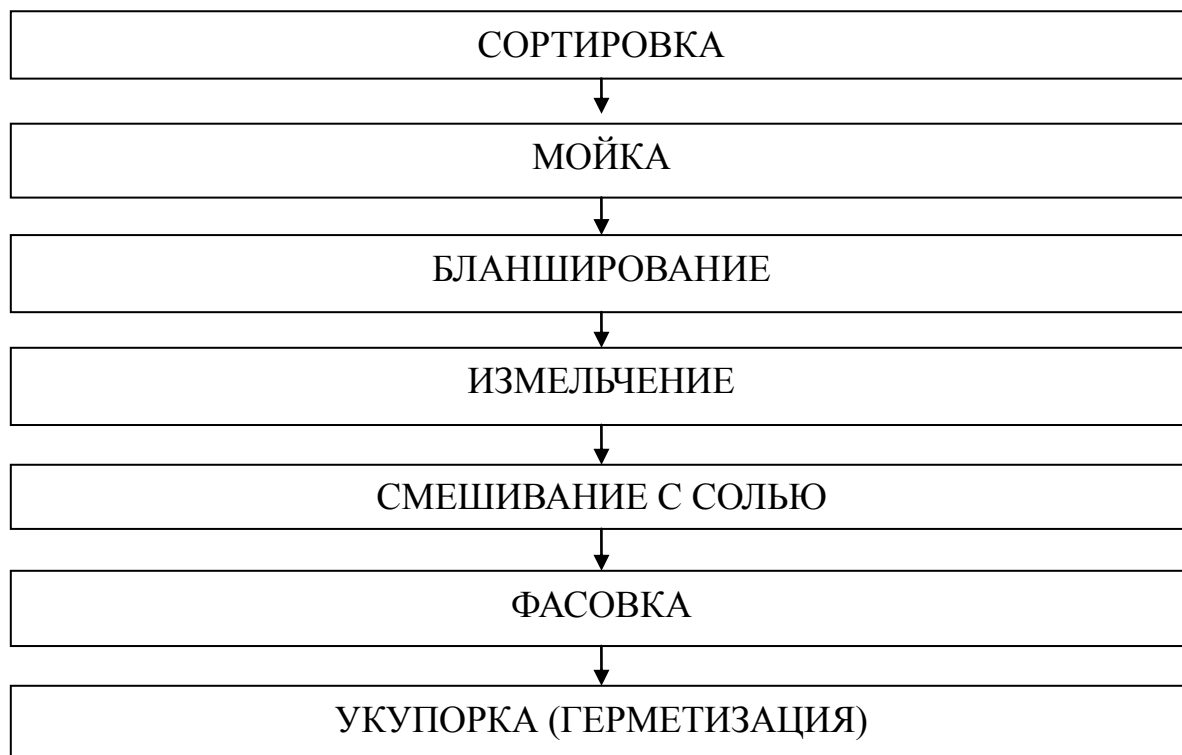 СОРТИРОВКА
МОЙКА
БЛАНШИРОВАНИЕ
ИЗМЕЛЬЧЕНИЕ
СМЕШИВАНИЕ С СОЛЬЮ
ФАСОВКА
УКУПОРКА (ГЕРМЕТИЗАЦИЯ)